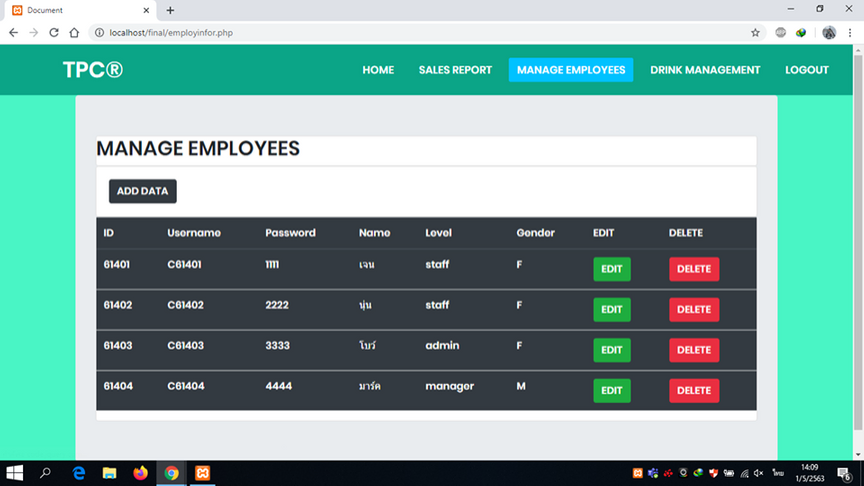 Document
localhost/final/employinfor.php
TPC®
HOME SALES REPORT MANAGE EMPLOYEES DRINK MANAGEMENT LOGOUT
MANAGE EMPLOYEES
ADD DATA
ID Username Password Name Level Gender EDIT DELETE
61401 C61401 1111 เจน staff F EDIT DELETE
61402 C61402 2222 นุ่น staff F EDIT DELETE
61403 C61403 3333 โบว์ admin F EDIT DELETE
61404 C61404 4444 มาร์ค manager M EDIT DELETE
ไทย 14:09
1/5/2563
6